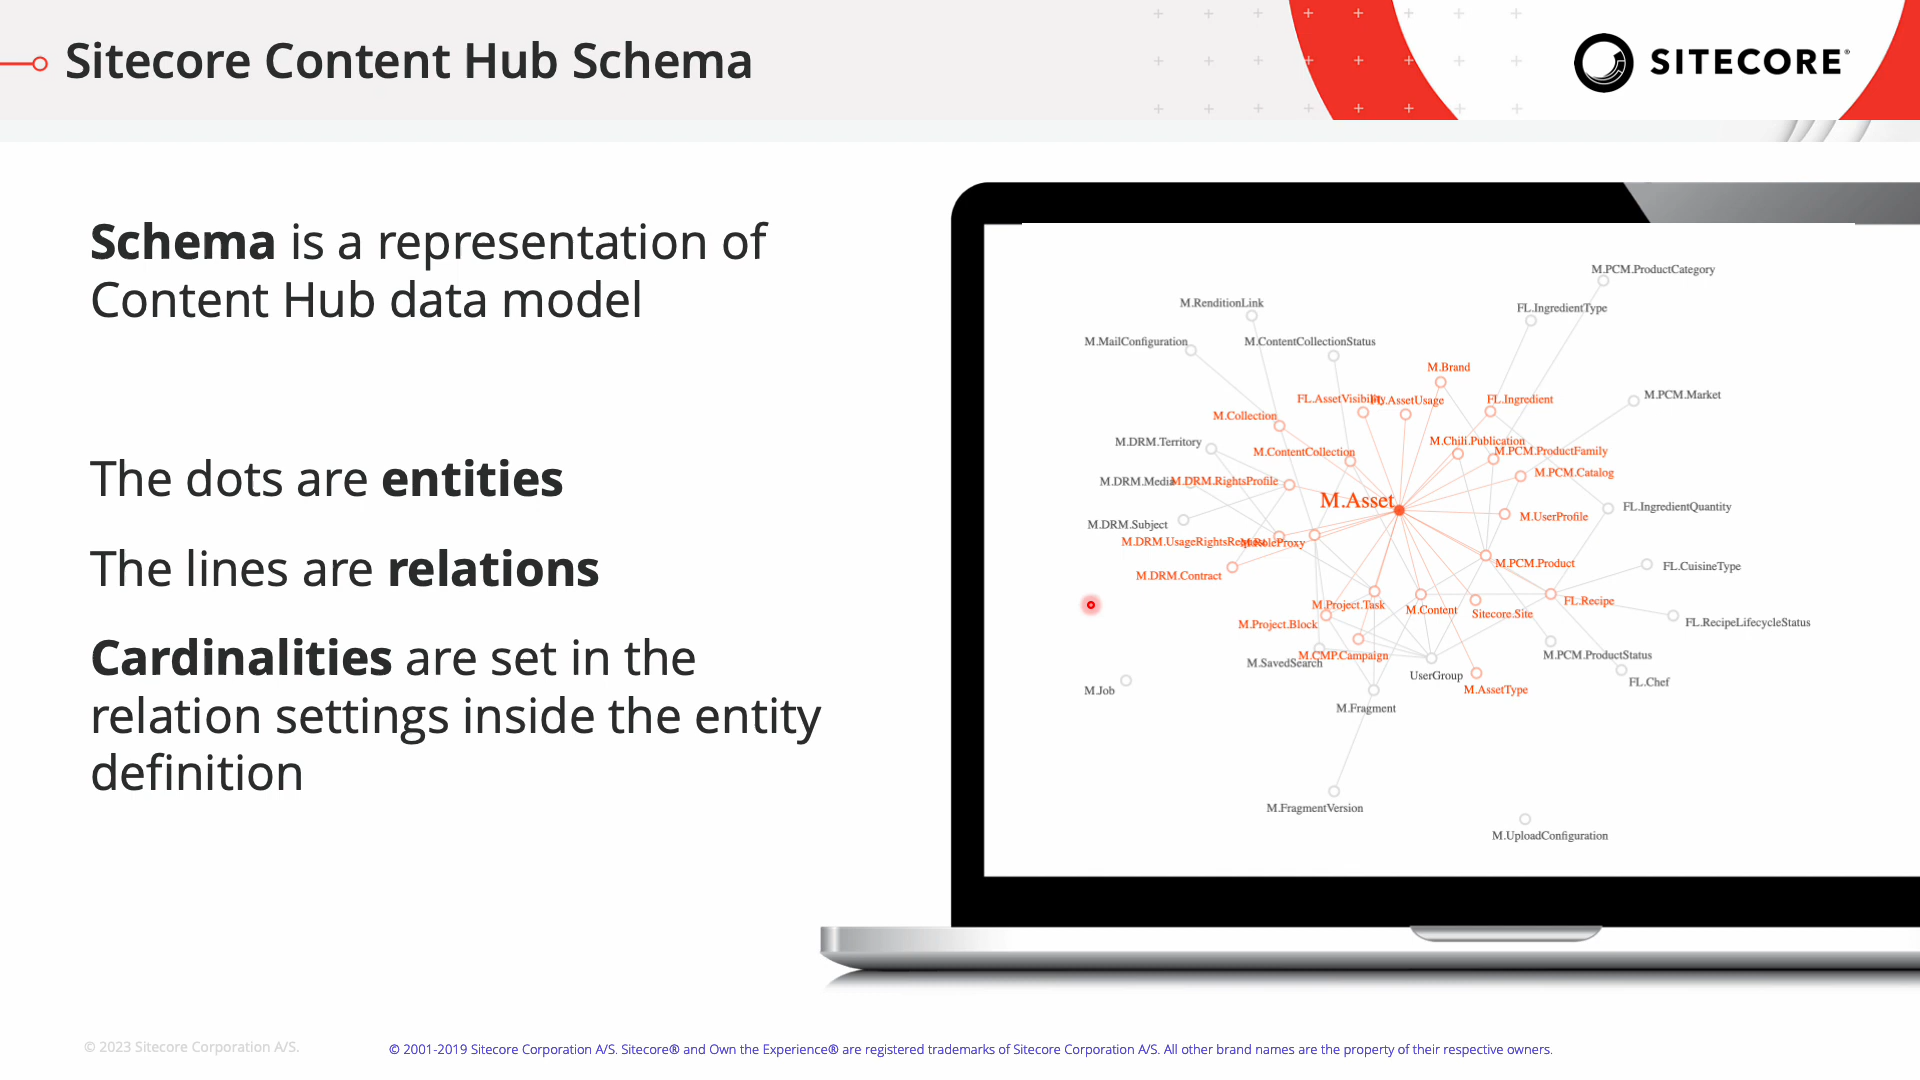 Sitecore Content Hub Schema
SITECORE®
Schema is a representation of
Content Hub data model
The dots are entities
The lines are relations
Cardinalities are set in the
relation settings inside the entity
definition
M.PCM.ProductCategory
M.RenditionLink
FL.IngredientType
M.MailConfiguration
M.ContentCollectionStatus
M.Brand
M.PCM.Market
FL.AssetVisibility
FL.AssetUsage
FL.Ingredient
M.Collection
M.DRM.Territory
M.Chili.Publication
M.ContentCollection
M.PCM.ProductFamily
M.PCM.Catalog
M.DRM.Media
M.DRM.RightsProfile
M.Asset
FL.IngredientQuantity
M.UserProfile
M.DRM.Subject
M.DRM.UsageRightsRequest
M.RoleProxy
M.PCM.Product
FL.CuisineType
M.DRM.Contract
FL.Recipe
M.Project.Task
M.Content
Sitecore.Site
M.Project.Block
FL.RecipeLifecycleStatus
M.SavedSearch
M.CMP.Campaign
M.PCM.ProductStatus
UserGroup
FL.Chef
M.Job
M.AssetType
M.Fragment
M.FragmentVersion
M.UploadConfiguration
© 2023 Sitecore Corporation A/S.
© 2001-2019 Sitecore Corporation A/S. Sitecore® and Own the Experience® are registered trademarks of Sitecore Corporation A/S. All other brand names are the property of their respective owners.